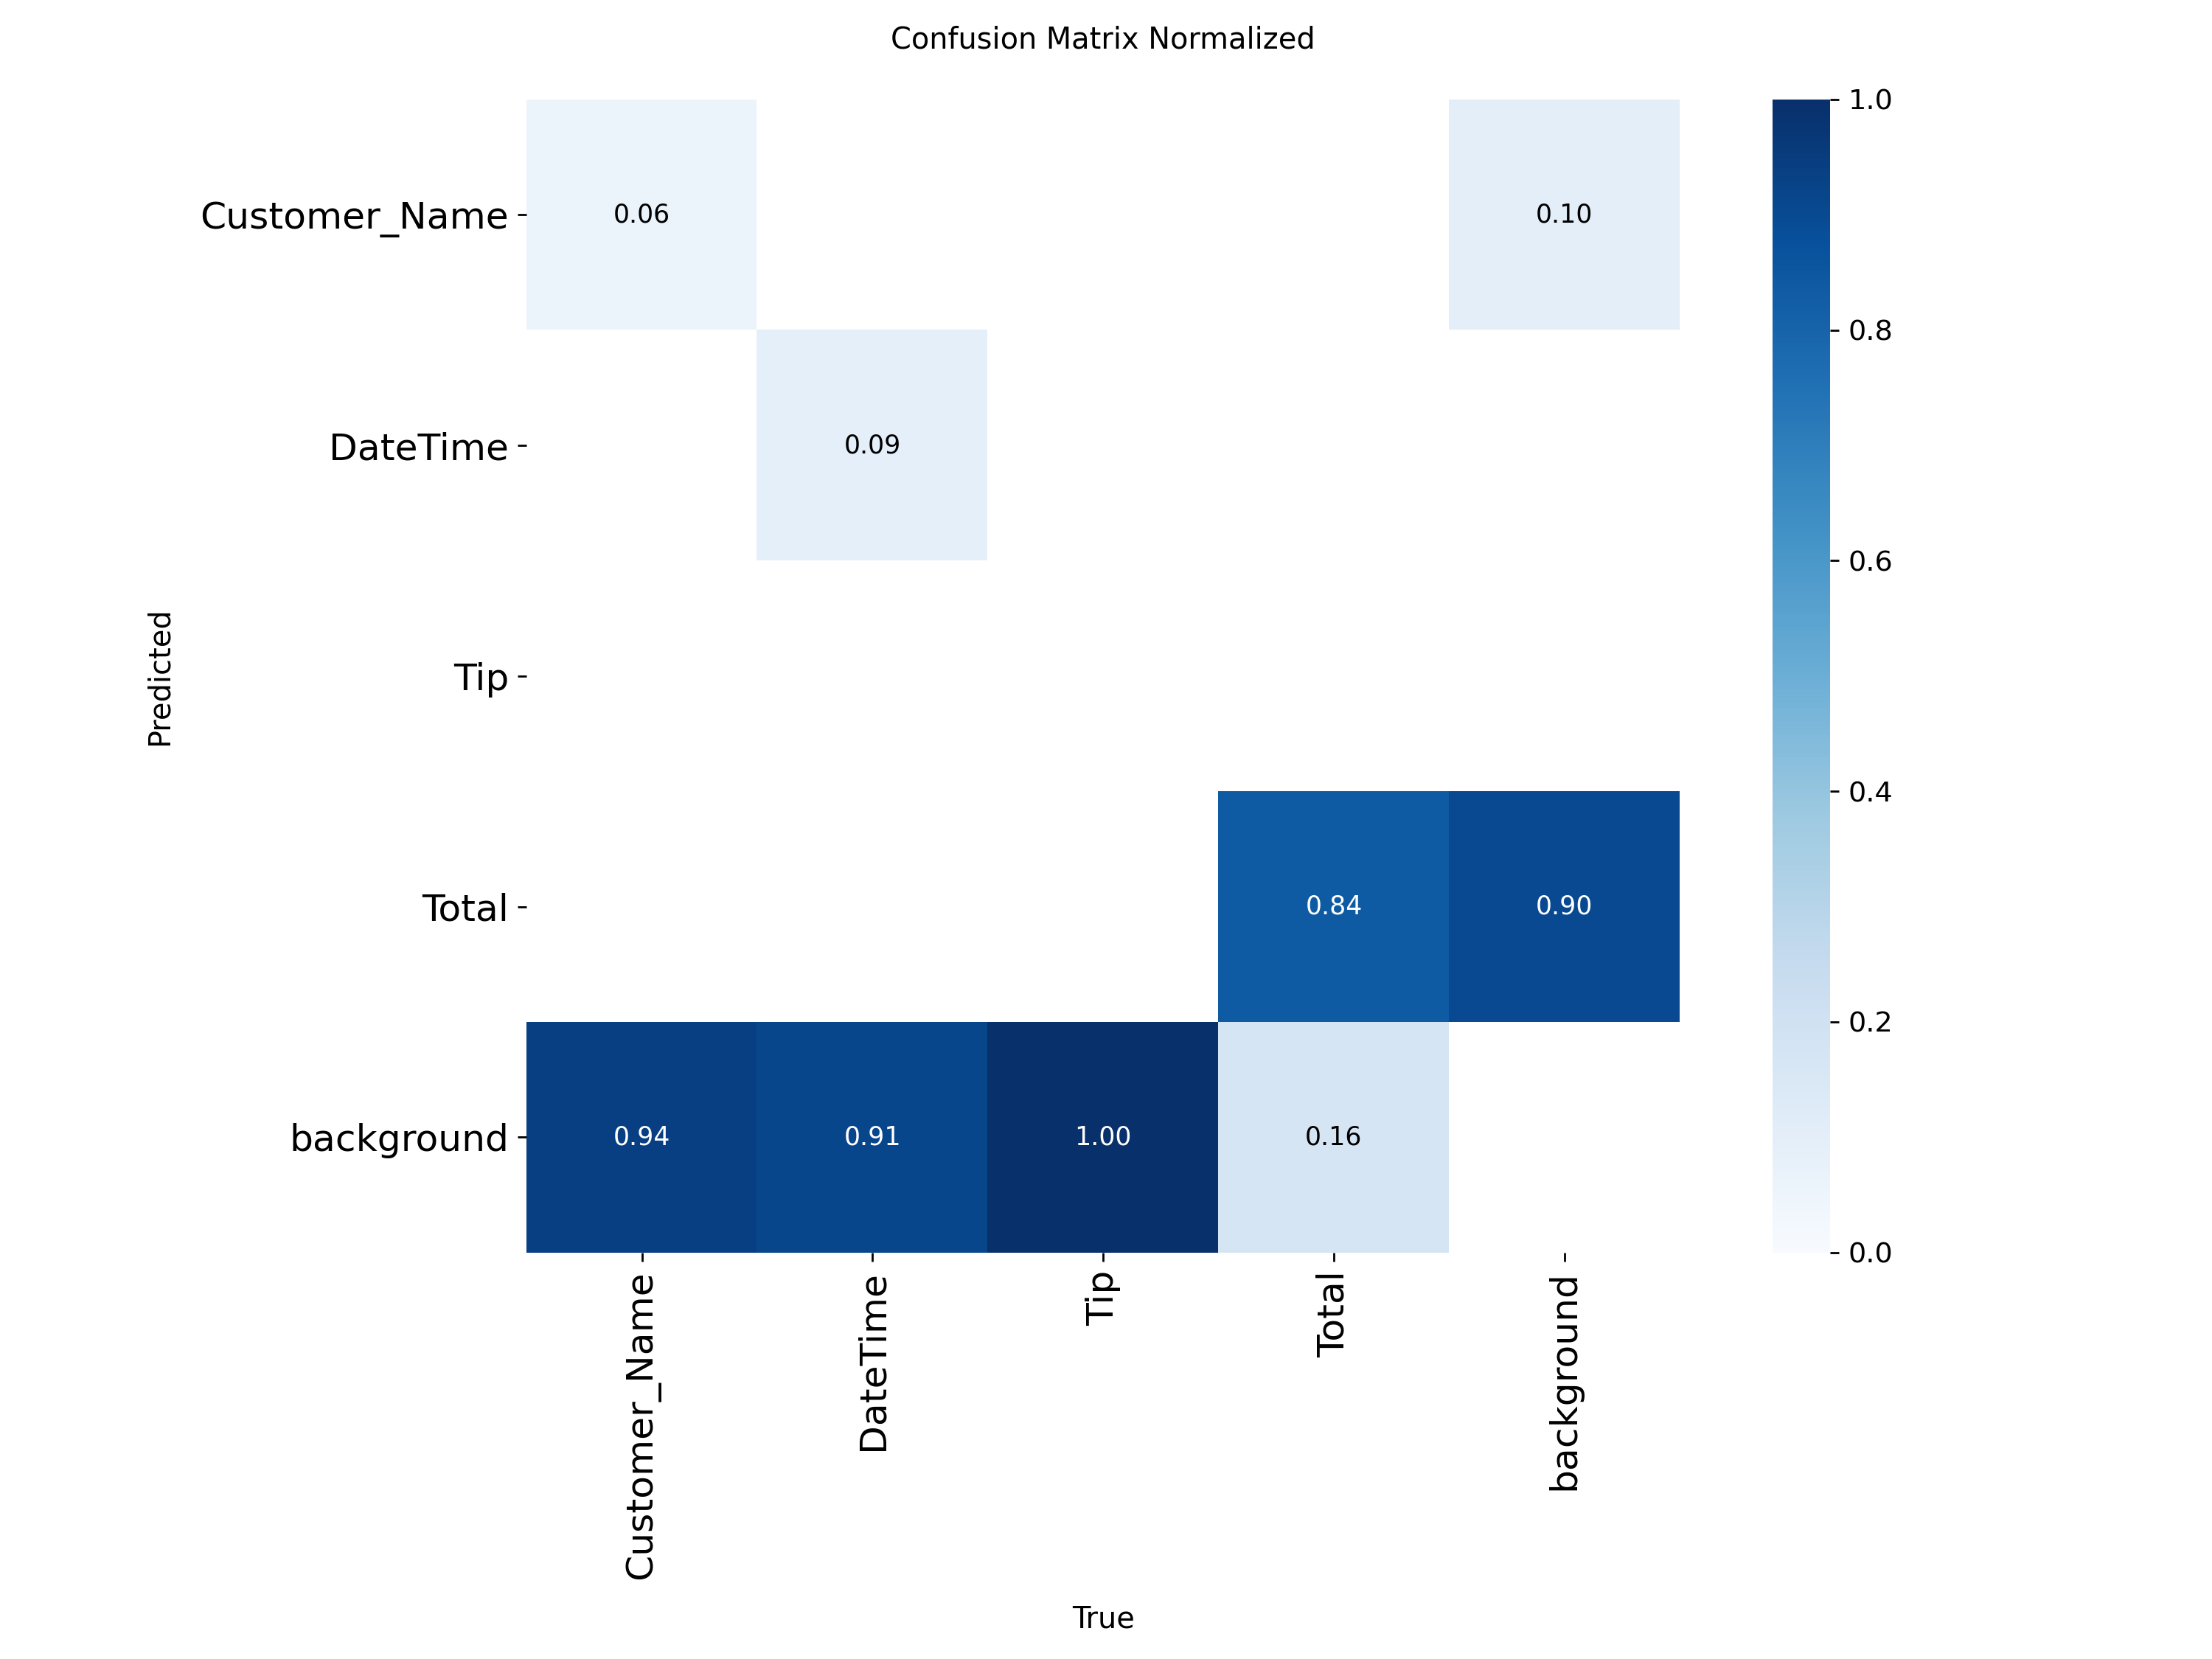 Confusion Matrix Normalized
Customer_Name
0.06
0.10
DateTime
0.09
Tip
Total
0.84
0.90
background
0.94
0.91
1.00
0.16
Predicted
Customer_Name
DateTime
Tip
Total
background
True
1.0
0.8
0.6
0.4
0.2
0.0